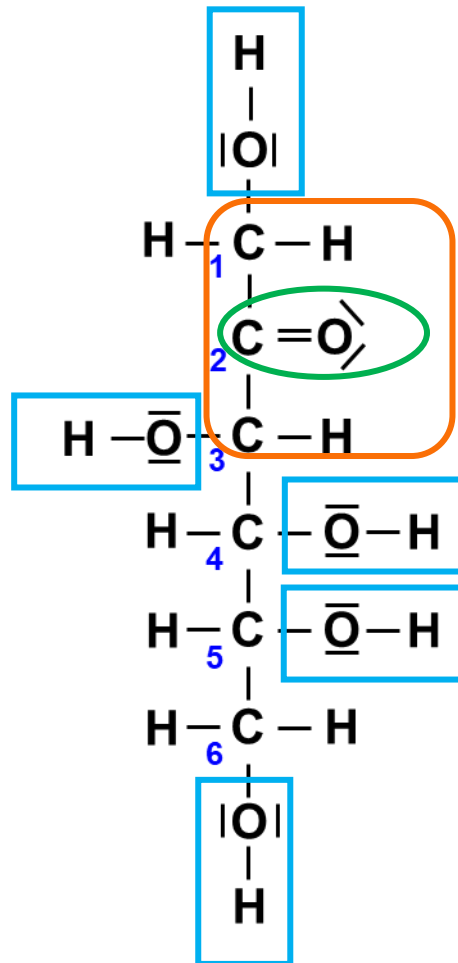 H
|
|O|
|
H – C – H
1
|
C = O
2
|
H – O – C – H
3
|
H – C – O – H
4
|
H – C – O – H
5
|
H – C – H
6
|
|O|
|
H